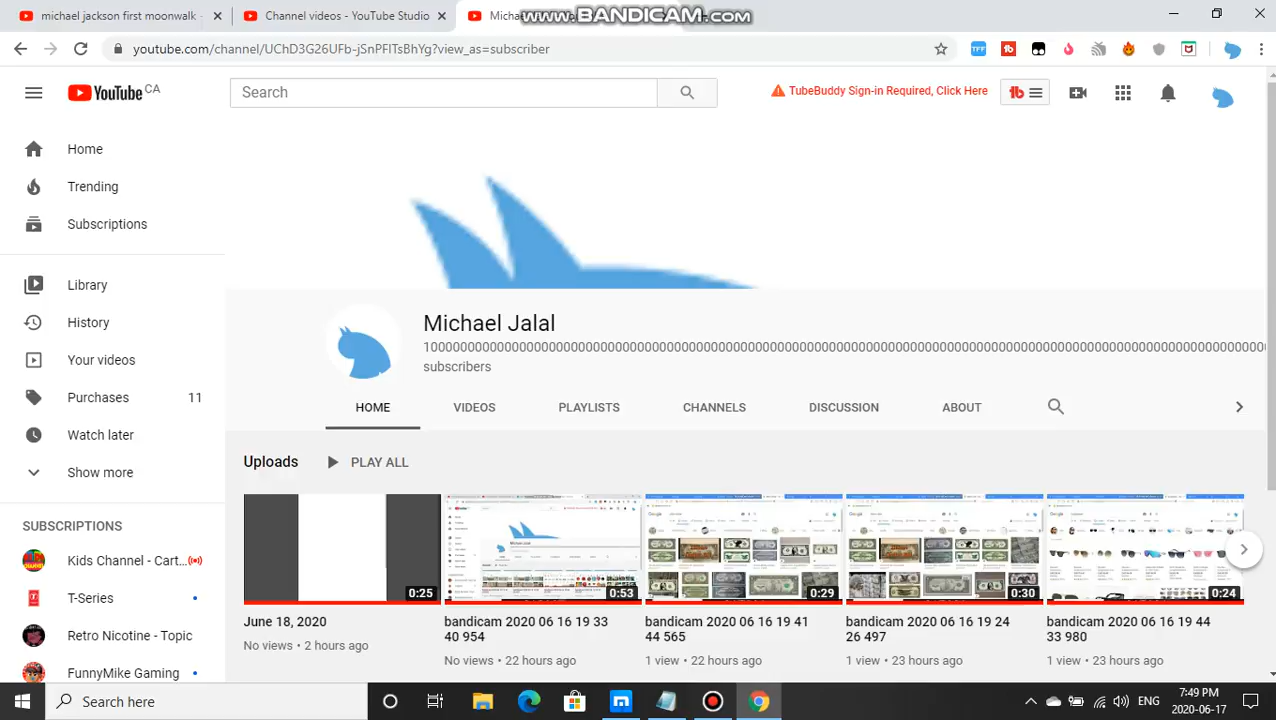 michael jackson first moonwalk
Channel videos - YouTube Studio
WWW.BANDICAM.COM
youtube.com/channel/UChD3G26UFb-jSnPFITsBhYg?view_as=subscriber
YouTube CA
Search
TubeBuddy Sign-in Required, Click Here
Home
Trending
Subscriptions
Library
History
Your videos
Purchases 11
Watch later
Show more
SUBSCRIPTIONS
Kids Channel - Cart...
T-Series
Retro Nicotine - Topic
FunnyMike Gaming
Michael Jalal
subscribers
HOME VIDEOS PLAYLISTS CHANNELS DISCUSSION ABOUT
Uploads PLAY ALL
0:25 0:53 0:29 0:30 0:24
June 18, 2020
No views • 2 hours ago
bandicam 2020 06 16 19 33
40 954
No views • 22 hours ago
bandicam 2020 06 16 19 41
44 565
1 view • 22 hours ago
bandicam 2020 06 16 19 24
26 497
1 view • 23 hours ago
bandicam 2020 06 16 19 44
33 980
1 view • 23 hours ago
Search here
ENG
7:49 PM
2020-06-17